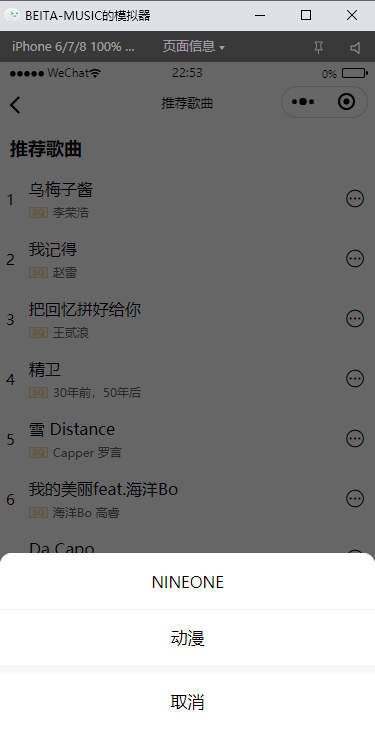 BEITA-MUSIC的模拟器
iPhone 6/7/8 100% ...
页面信息
WeChat
22:53
0%
推荐歌曲
推荐歌曲
1
乌梅子酱
SQ 李荣浩
2
我记得
SQ 赵雷
3
把回忆拼好给你
SQ 王贰浪
4
精卫
SQ 30年前，50年后
5
雪 Distance
SQ Capper 罗言
6
我的美丽feat.海洋Bo
SQ 海洋Bo 高睿
Da Capo
NINEONE
动漫
取消